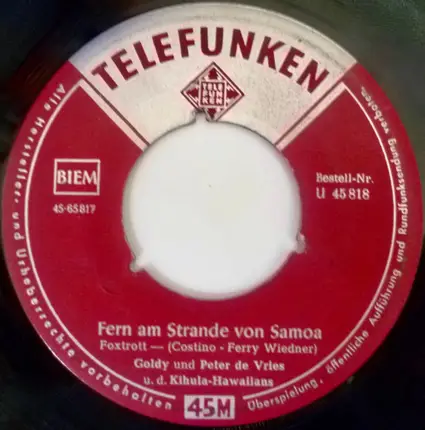 TELEFUNKEN
TELE
FUN
KEN
BIEM
45-65817
Bestell-Nr.
U 45 818
Fern am Strande von Samoa
Foxtrott — (Costino - Ferry Wiedner)
Goldy und Peter de Vries
u. d. Kihula-Hawaiians
45M
Alle Hersteller- und Urheberrechte vorbehalten
Überspielung, öffentliche Aufführung und Rundfunksendung verboten.